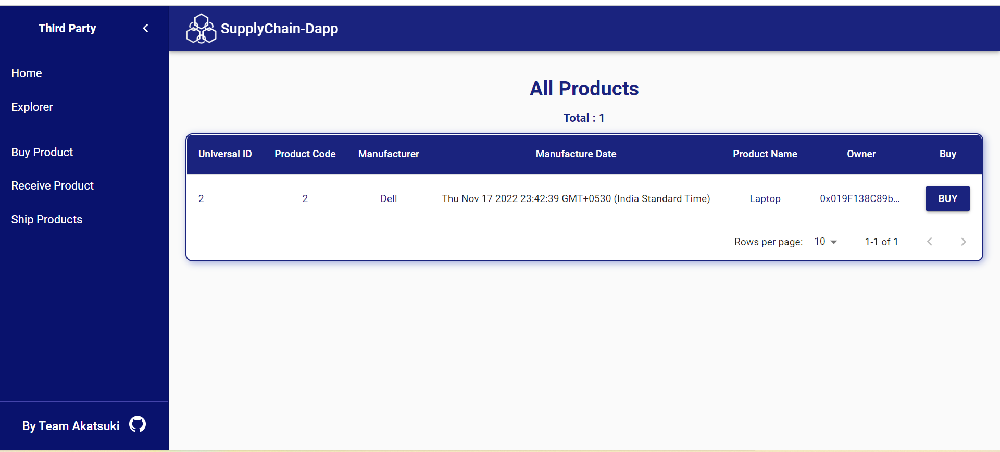 Third Party
SupplyChain-Dapp
Home
Explorer
Buy Product
Receive Product
Ship Products
By Team Akatsuki
All Products
Total : 1
Universal ID Product Code Manufacturer Manufacture Date Product Name Owner Buy
2 2 Dell Thu Nov 17 2022 23:42:39 GMT+0530 (India Standard Time) Laptop 0x019F138C89b... BUY
Rows per page: 10 1-1 of 1